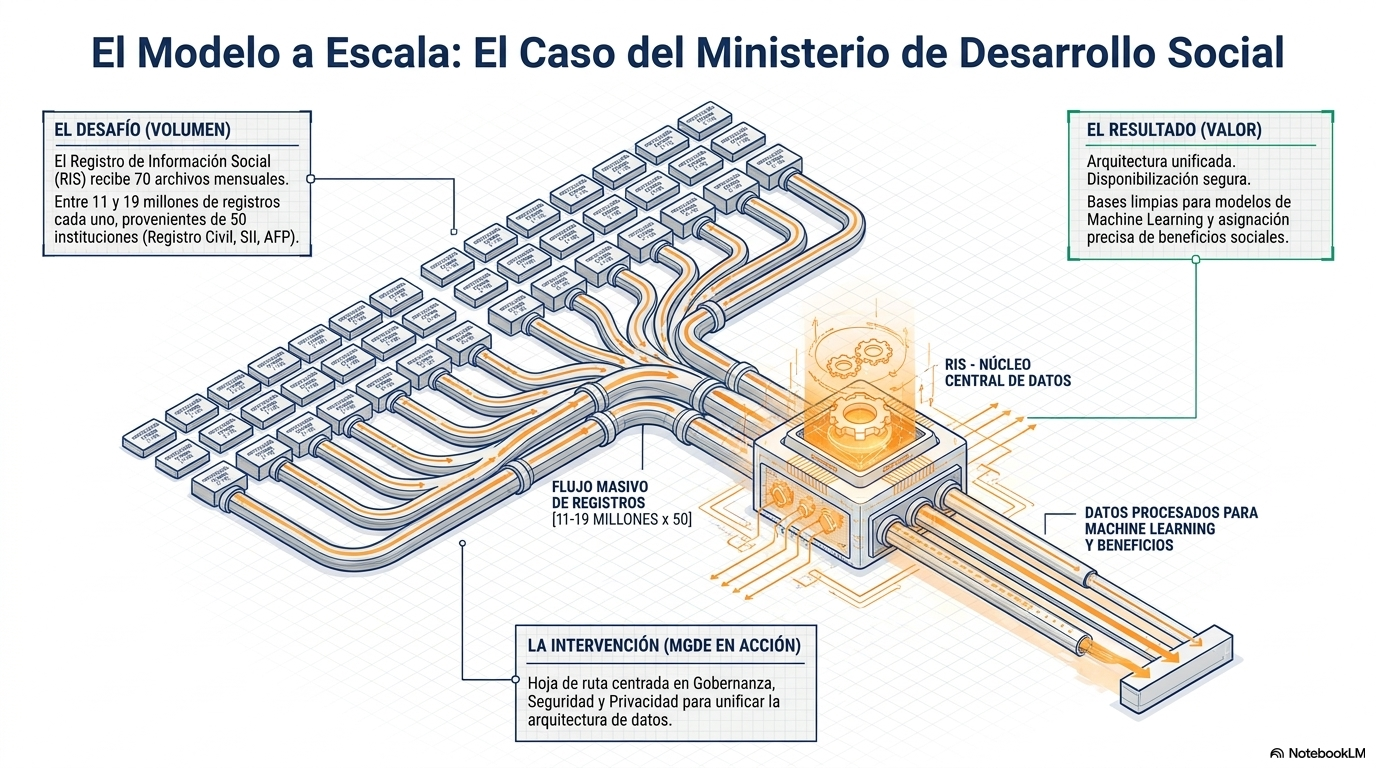 El Modelo a Escala: El Caso del Ministerio de Desarrollo Social
EL DESAFÍO (VOLUMEN)
El Registro de Información Social
(RIS) recibe 70 archivos mensuales.
Entre 11 y 19 millones de registros
cada uno, provenientes de 50
instituciones (Registro Civil, SII, AFP).
EL RESULTADO (VALOR)
Arquitectura unificada.
Disponibilización segura.
Bases limpias para modelos de
Machine Learning y asignación
precisa de beneficios sociales.
RIS - NÚCLEO
CENTRAL DE DATOS
FLUJO MASIVO
DE REGISTROS
[11-19 MILLONES x 50]
DATOS PROCESADOS PARA
MACHINE LEARNING
Y BENEFICIOS
LA INTERVENCIÓN (MGDE EN ACCIÓN)
Hoja de ruta centrada en Gobernanza,
Seguridad y Privacidad para unificar la
arquitectura de datos.
NotebookLM